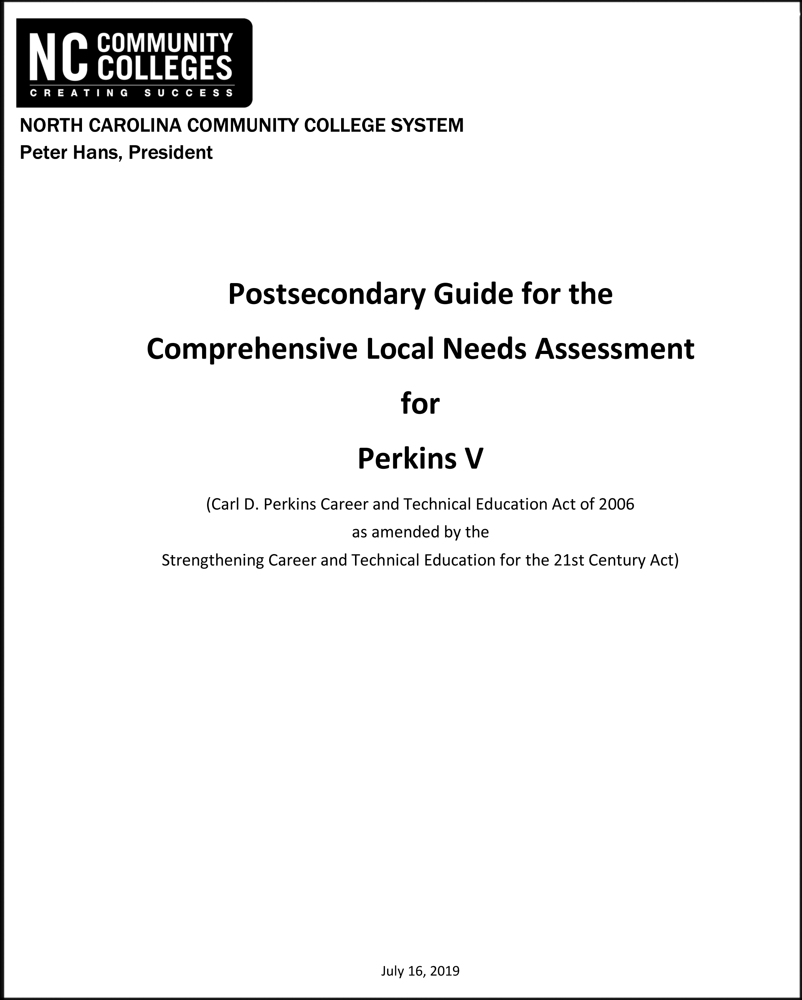 NC COMMUNITY
COLLEGES
CREATING SUCCESS
NORTH CAROLINA COMMUNITY COLLEGE SYSTEM
Peter Hans, President
Postsecondary Guide for the
Comprehensive Local Needs Assessment
for
Perkins V
(Carl D. Perkins Career and Technical Education Act of 2006
as amended by the
Strengthening Career and Technical Education for the 21st Century Act)
July 16, 2019